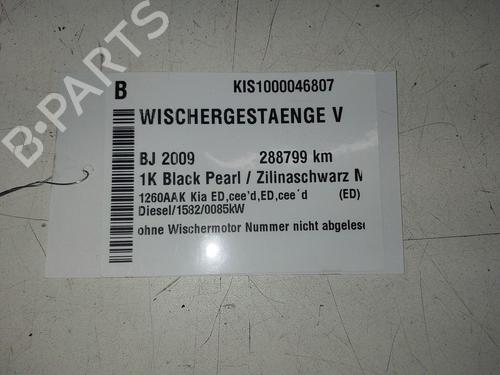 B·PARTS
B KIS1000046807
WISCHERGESTAENGE V
BJ 2009 288799 km
1K Black Pearl / Zilinaschwarz M
1260AAK Kia ED,cee'd,ED,cee´d (ED)
Diesel/1582/0085kW
ohne Wischermotor Nummer nicht abgelese